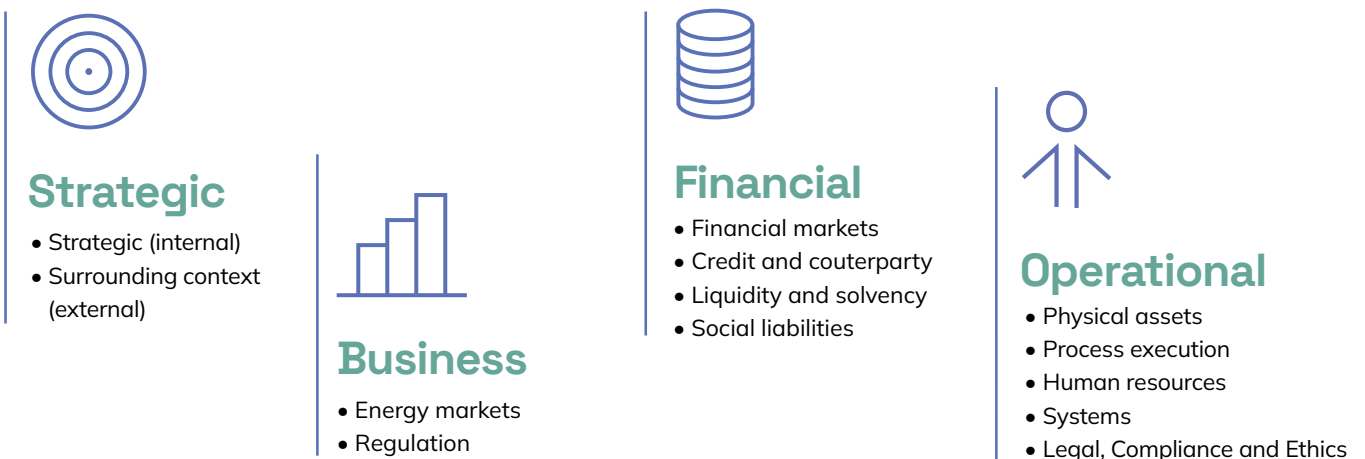 Strategic
• Strategic (internal)
• Surrounding context
(external)
Business
• Energy markets
• Regulation
Financial
• Financial markets
• Credit and couterparty
• Liquidity and solvency
• Social liabilities
Operational
• Physical assets
• Process execution
• Human resources
• Systems
• Legal, Compliance and Ethics